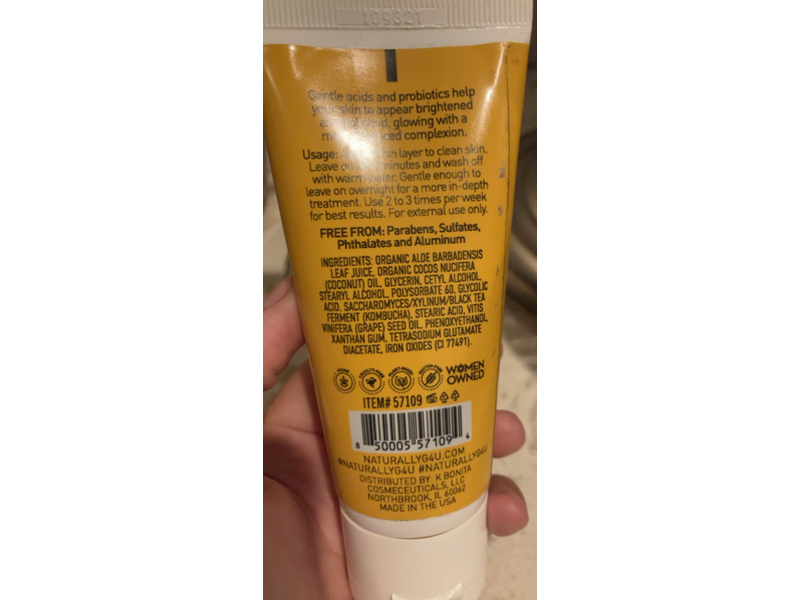 109321
Gentle acids and probiotics help
your skin to appear brightened
glowing with a
complexion.
Usage: layer to clean skin.
Leave on minutes and wash off
with warm water. Gentle enough to
leave on overnight for a more in-depth
treatment. Use 2 to 3 times per week
for best results. For external use only.
FREE FROM: Parabens, Sulfates,
Phthalates and Aluminum
INGREDIENTS: ORGANIC ALOE BARBADENSIS
LEAF JUICE, ORGANIC COCOS NUCIFERA
(COCONUT) OIL, GLYCERIN, CETYL ALCOHOL,
STEARYL ALCOHOL, POLYSORBATE 60, GLYCOLIC
ACID, SACCHAROMYCES/XYLINUM/BLACK TEA
FERMENT (KOMBUCHA), STEARIC ACID, VITIS
VINIFERA (GRAPE) SEED OIL, PHENOXYETHANOL,
XANTHAN GUM, TETRASODIUM GLUTAMATE
DIACETATE, IRON OXIDES (CI 77491).
WOMEN
OWNED
ITEM# 57109
8 50005 57109 4
NATURALLYG4U.COM
#NATURALLYG4U #NATURALLYG4U
DISTRIBUTED BY: K BONITA
COSMECEUTICALS, LLC
NORTHBROOK, IL 60062
MADE IN THE USA